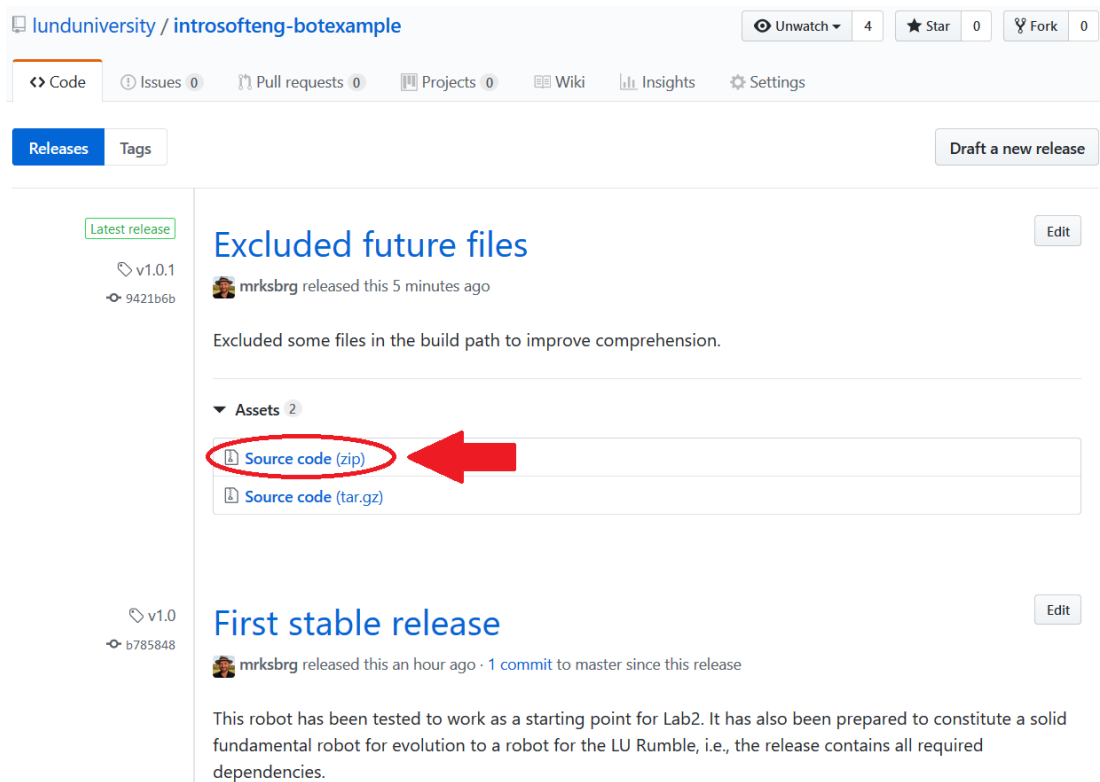 lunduniversity / introsofteng-botexample
Unwatch 4 Star 0 Fork 0
Code Issues 0 Pull requests 0 Projects 0 Wiki Insights Settings
Releases Tags Draft a new release
Latest release
v1.0.1
9421b6b
Excluded future files Edit
mrksbrg released this 5 minutes ago
Excluded some files in the build path to improve comprehension.
Assets 2
Source code (zip)
Source code (tar.gz)
v1.0
b785848
First stable release Edit
mrksbrg released this an hour ago · 1 commit to master since this release
This robot has been tested to work as a starting point for Lab2. It has also been prepared to constitute a solid
fundamental robot for evolution to a robot for the LU Rumble, i.e., the release contains all required
dependencies.